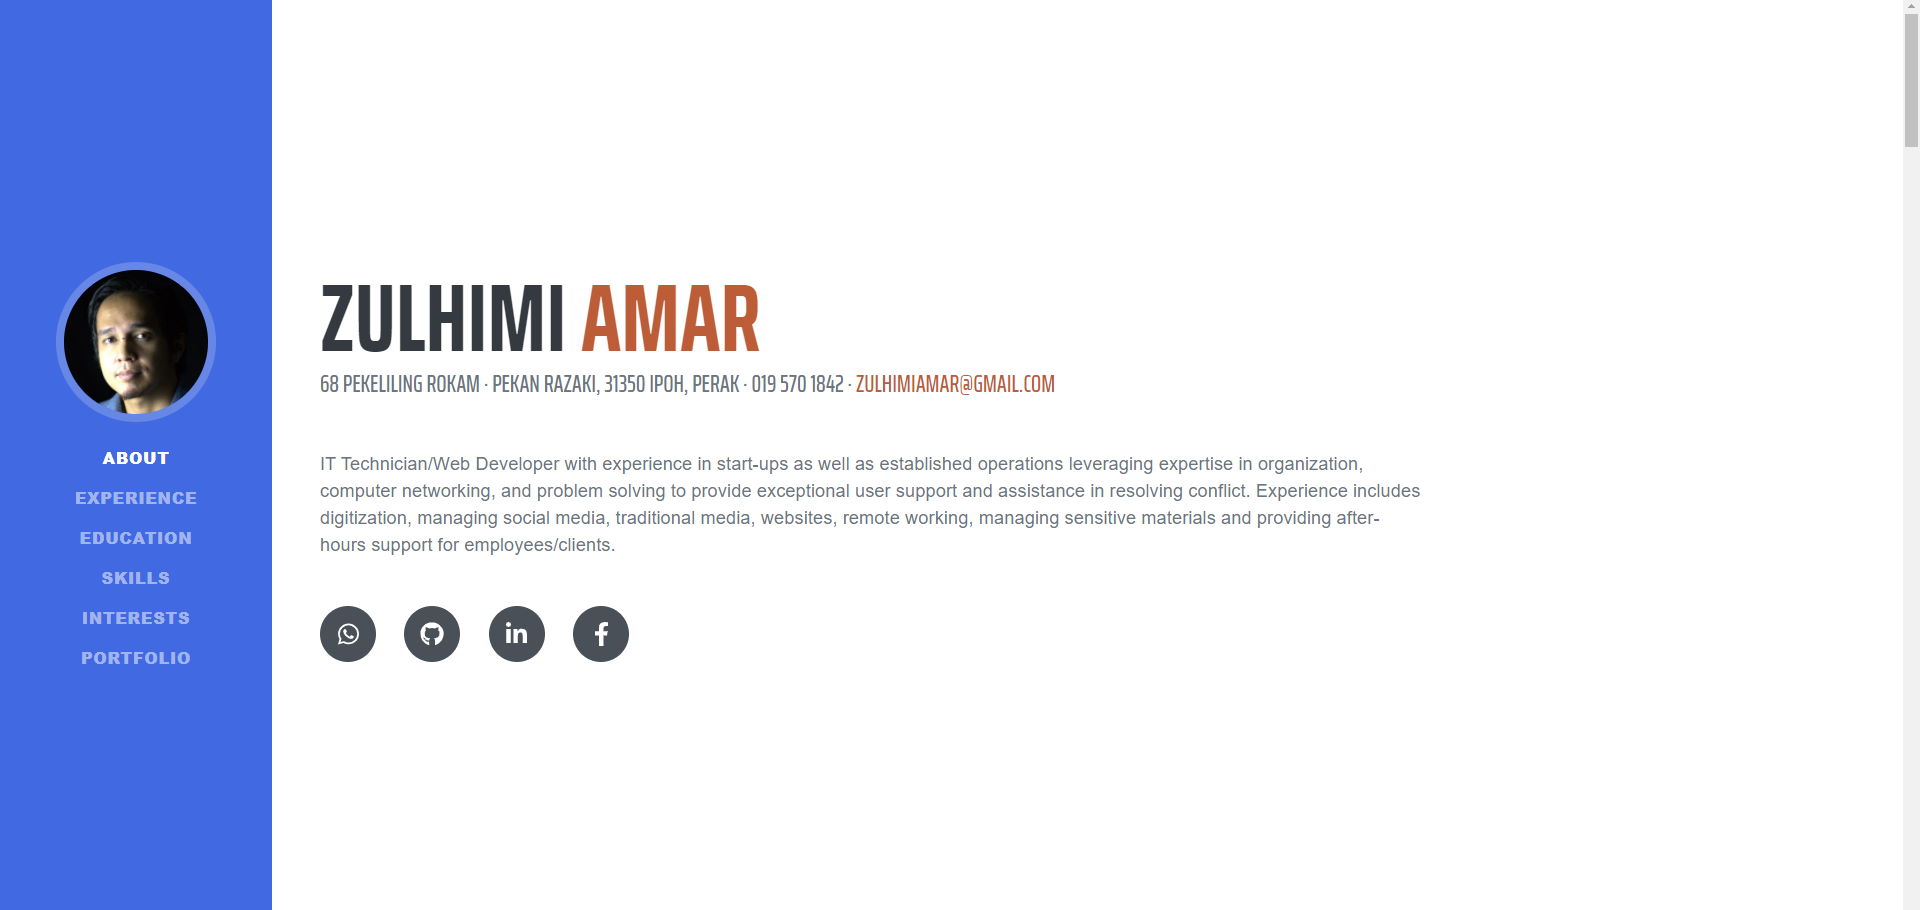 ABOUT
EXPERIENCE
EDUCATION
SKILLS
INTERESTS
PORTFOLIO
ZULHIMI AMAR
68 PEKELILING ROKAM · PEKAN RAZAKI, 31350 IPOH, PERAK · 019 570 1842 · ZULHIMIAMAR@GMAIL.COM
IT Technician/Web Developer with experience in start-ups as well as established operations leveraging expertise in organization,
computer networking, and problem solving to provide exceptional user support and assistance in resolving conflict. Experience includes
digitization, managing social media, traditional media, websites, remote working, managing sensitive materials and providing after-
hours support for employees/clients.